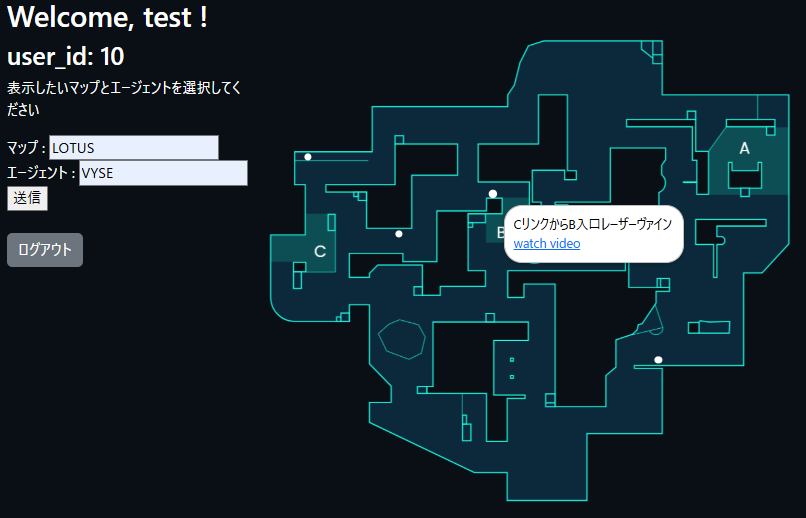 Welcome, test !
user_id: 10
表示したいマップとエージェントを選択してく
ださい
マップ : LOTUS
エージェント : VYSE
送信
ログアウト
A
B
C
CリンクからB入口レーザーヴァイン
watch video